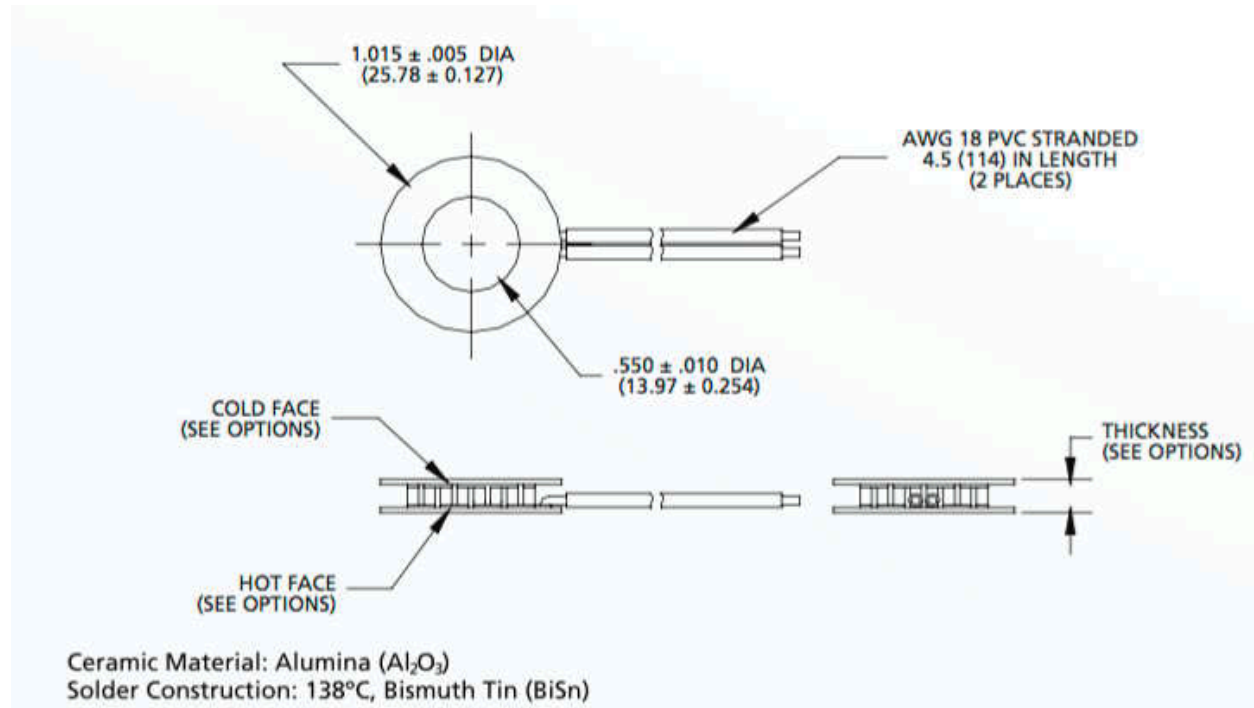 1.015 ± .005 DIA
(25.78 ± 0.127)
AWG 18 PVC STRANDED
4.5 (114) IN LENGTH
(2 PLACES)
.550 ± .010 DIA
(13.97 ± 0.254)
COLD FACE
(SEE OPTIONS)
THICKNESS
(SEE OPTIONS)
HOT FACE
(SEE OPTIONS)
Ceramic Material: Alumina (Al₂O₃)
Solder Construction: 138ºC, Bismuth Tin (BiSn)